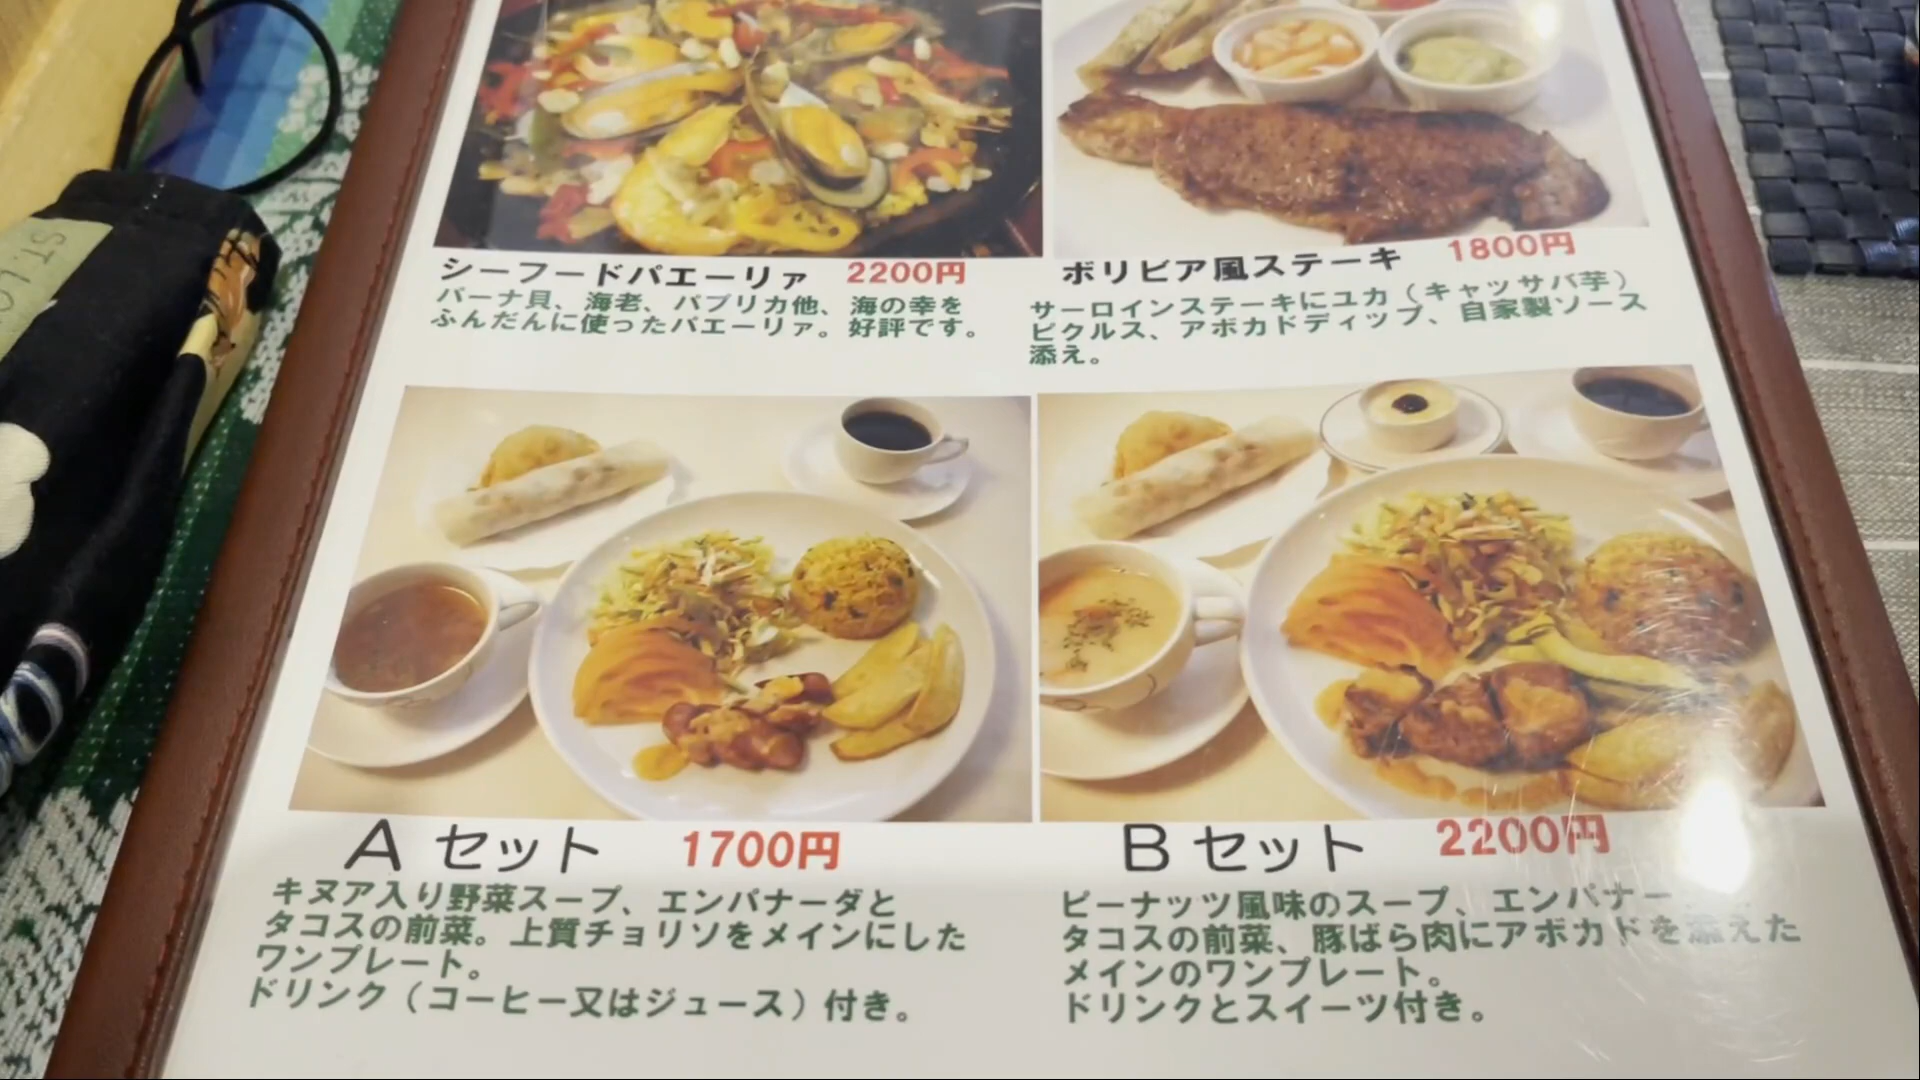 シーフードパエーリァ 2200円
バーナ貝、海老、パプリカ他、海の幸を
ふんだんに使ったパエーリァ。好評です。
ボリビア風ステーキ 1800円
サーロインステーキにユカ（キャッサバ芋）
ピクルス、アボカドディップ、自家製ソース
添え。
A セット 1700円
キヌア入り野菜スープ、エンパナーダと
タコスの前菜。上質チョリソをメインにした
ワンプレート。
ドリンク（コーヒー又はジュース）付き。
B セット 2200円
ピーナッツ風味のスープ、エンパナー
タコスの前菜、豚ばら肉にアボカドを添えた
メインのワンプレート。
ドリンクとスイーツ付き。
ST.LO